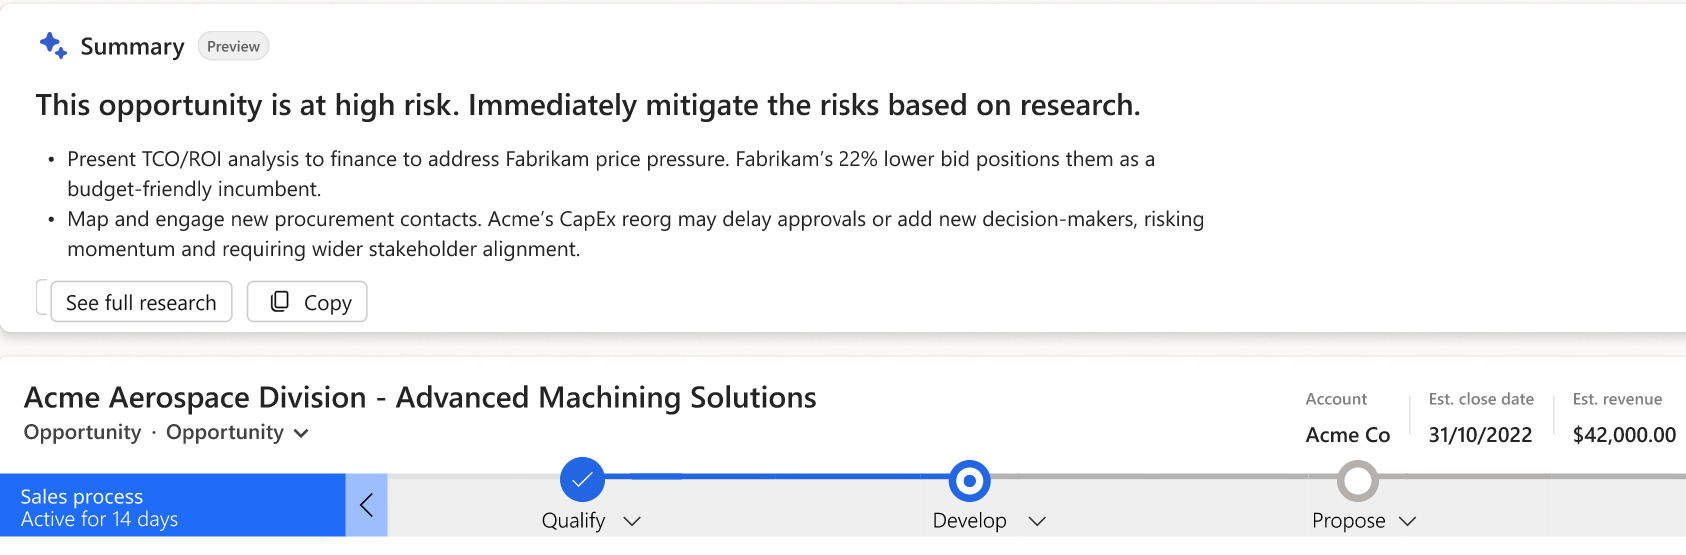 Summary Preview
This opportunity is at high risk. Immediately mitigate the risks based on research.
• Present TCO/ROI analysis to finance to address Fabrikam price pressure. Fabrikam’s 22% lower bid positions them as a
budget-friendly incumbent.
• Map and engage new procurement contacts. Acme’s CapEx reorg may delay approvals or add new decision-makers, risking
momentum and requiring wider stakeholder alignment.
See full research Copy
Acme Aerospace Division - Advanced Machining Solutions
Opportunity · Opportunity
Account Est. close date Est. revenue
Acme Co 31/10/2022 $42,000.00
Sales process
Active for 14 days
Qualify Develop Propose